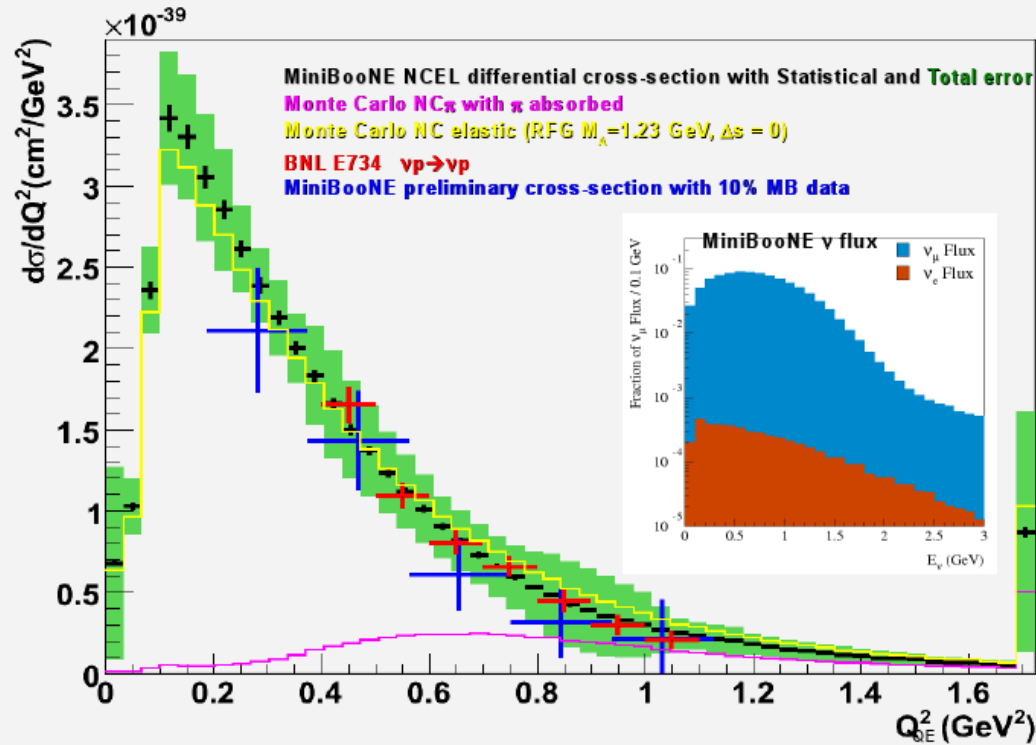 ×10⁻³⁹
dσ/dQ² (cm²/GeV²)
MiniBooNE NCEL differential cross-section with Statistical and Total error
Monte Carlo NCπ with π absorbed
Monte Carlo NC elastic (RFG M_A=1.23 GeV, Δs = 0)
BNL E734 νp→νp
MiniBooNE preliminary cross-section with 10% MB data
3.5
3
2.5
2
1.5
1
0.5
0
MiniBooNE ν flux
ν_μ Flux
ν_e Flux
Fraction of ν_μ Flux / 0.1 GeV
10⁻¹
10⁻²
10⁻³
10⁻⁴
10⁻⁵
0 0.5 1 1.5 2 2.5 3
E_ν (GeV)
0 0.2 0.4 0.6 0.8 1 1.2 1.4 1.6
Q²_QE (GeV²)